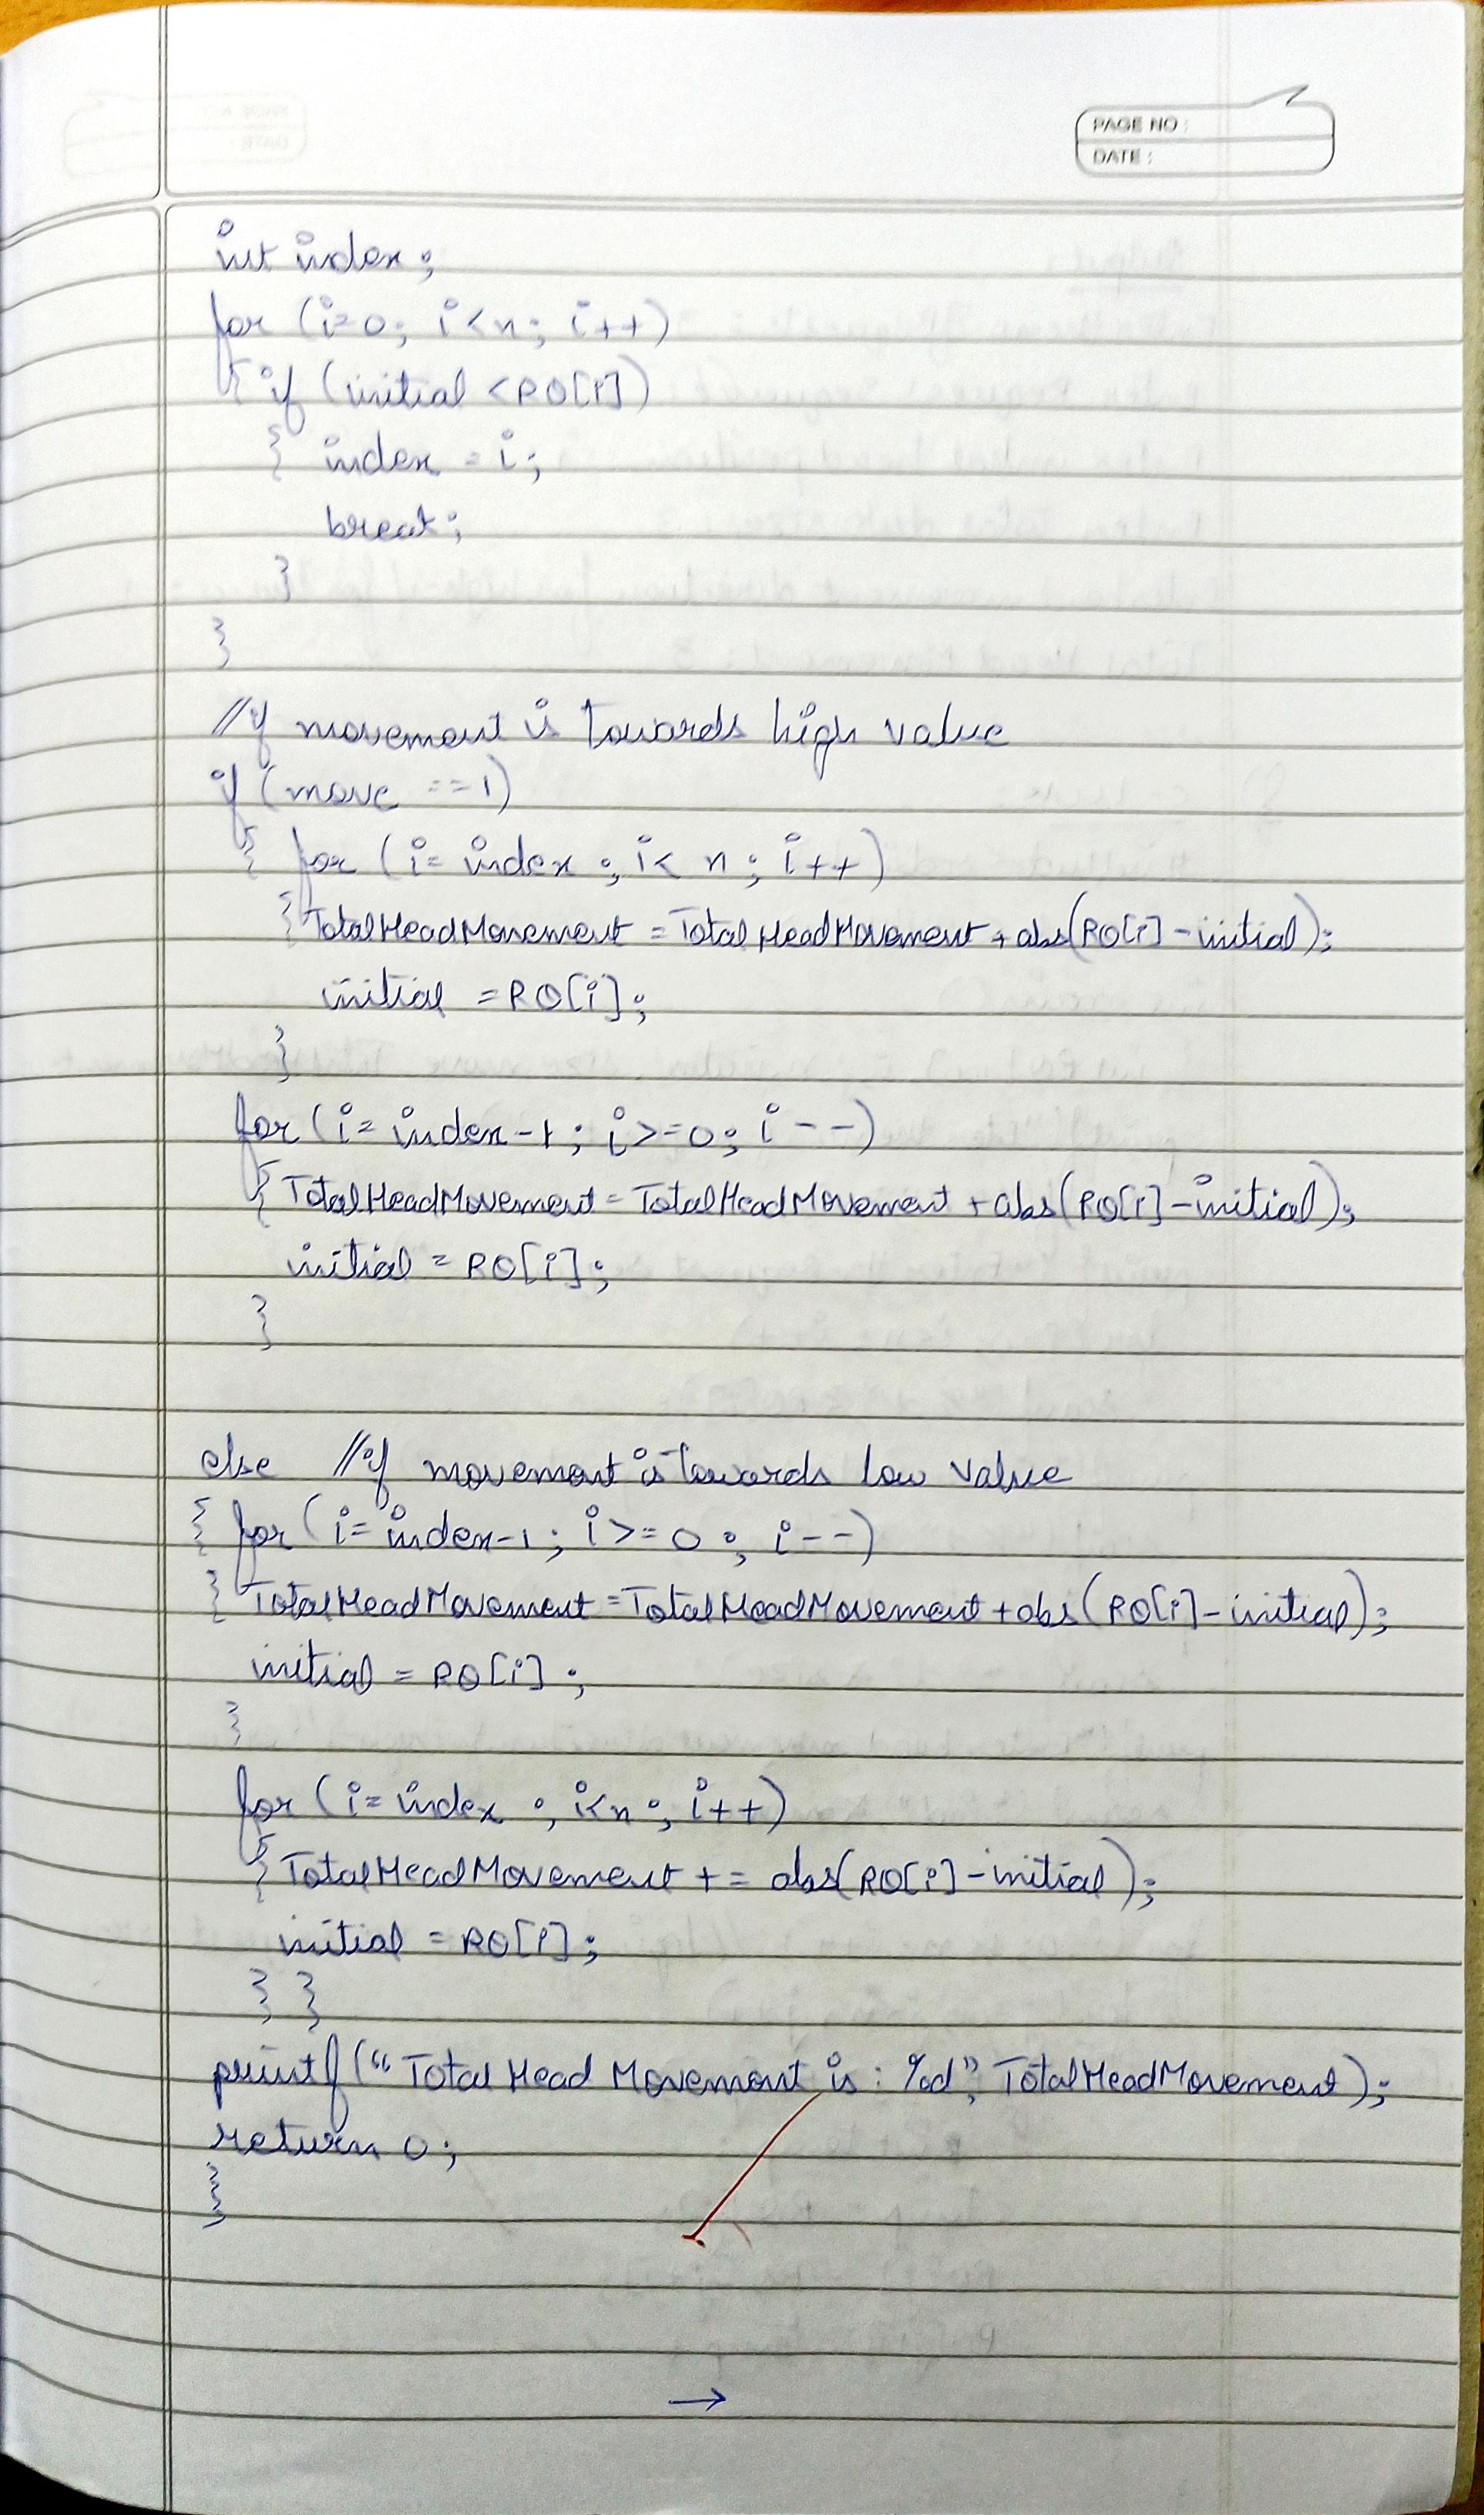 PAGE NO :
DATE :
int index;
for (i=0; i<n; i++)
{ if (initial <RQ[i])
{ index = i;
break;
}
}
//if movement is towards high value
if (move ==1)
{ for (i= index ; i< n ; i++)
{ TotalHeadMovement = TotalHeadMovement + abs(RQ[i] - initial);
initial = RQ[i];
}
for (i= index-1; i>=0; i--)
{ TotalHeadMovement = TotalHeadMovement + abs(RQ[i] - initial);
initial = RQ[i];
}
else //if movement is towards low value
{ for (i= index-1; i>=0 ; i--)
{ TotalHeadMovement = TotalHeadMovement + abs(RQ[i] - initial);
initial = RQ[i] ;
}
for (i= index ; i<n ; i++)
{ TotalHeadMovement += abs(RQ[i] - initial);
initial = RQ[i];
} }
printf(“Total Head Movement is : %d”, TotalHeadMovement);
return 0;
}
→